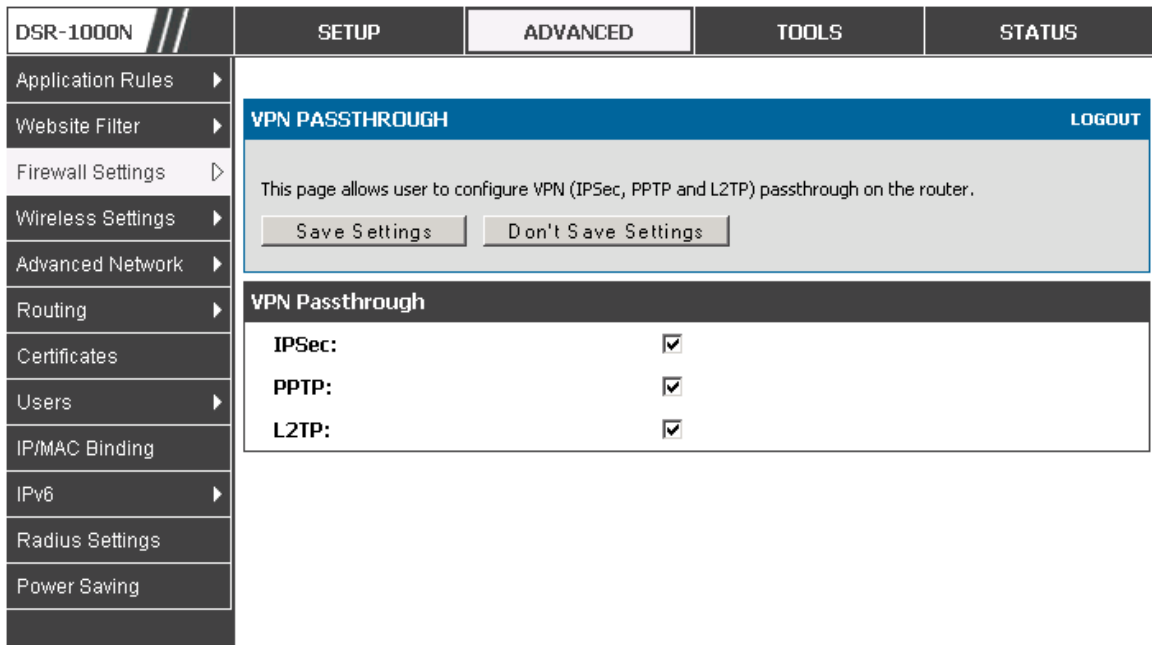 DSR-1000N
SETUP
ADVANCED
TOOLS
STATUS
Application Rules
Website Filter
Firewall Settings
Wireless Settings
Advanced Network
Routing
Certificates
Users
IP/MAC Binding
IPv6
Radius Settings
Power Saving
VPN PASSTHROUGH
LOGOUT
This page allows user to configure VPN (IPSec, PPTP and L2TP) passthrough on the router.
Save Settings
Don't Save Settings
VPN Passthrough
IPSec:
PPTP:
L2TP: